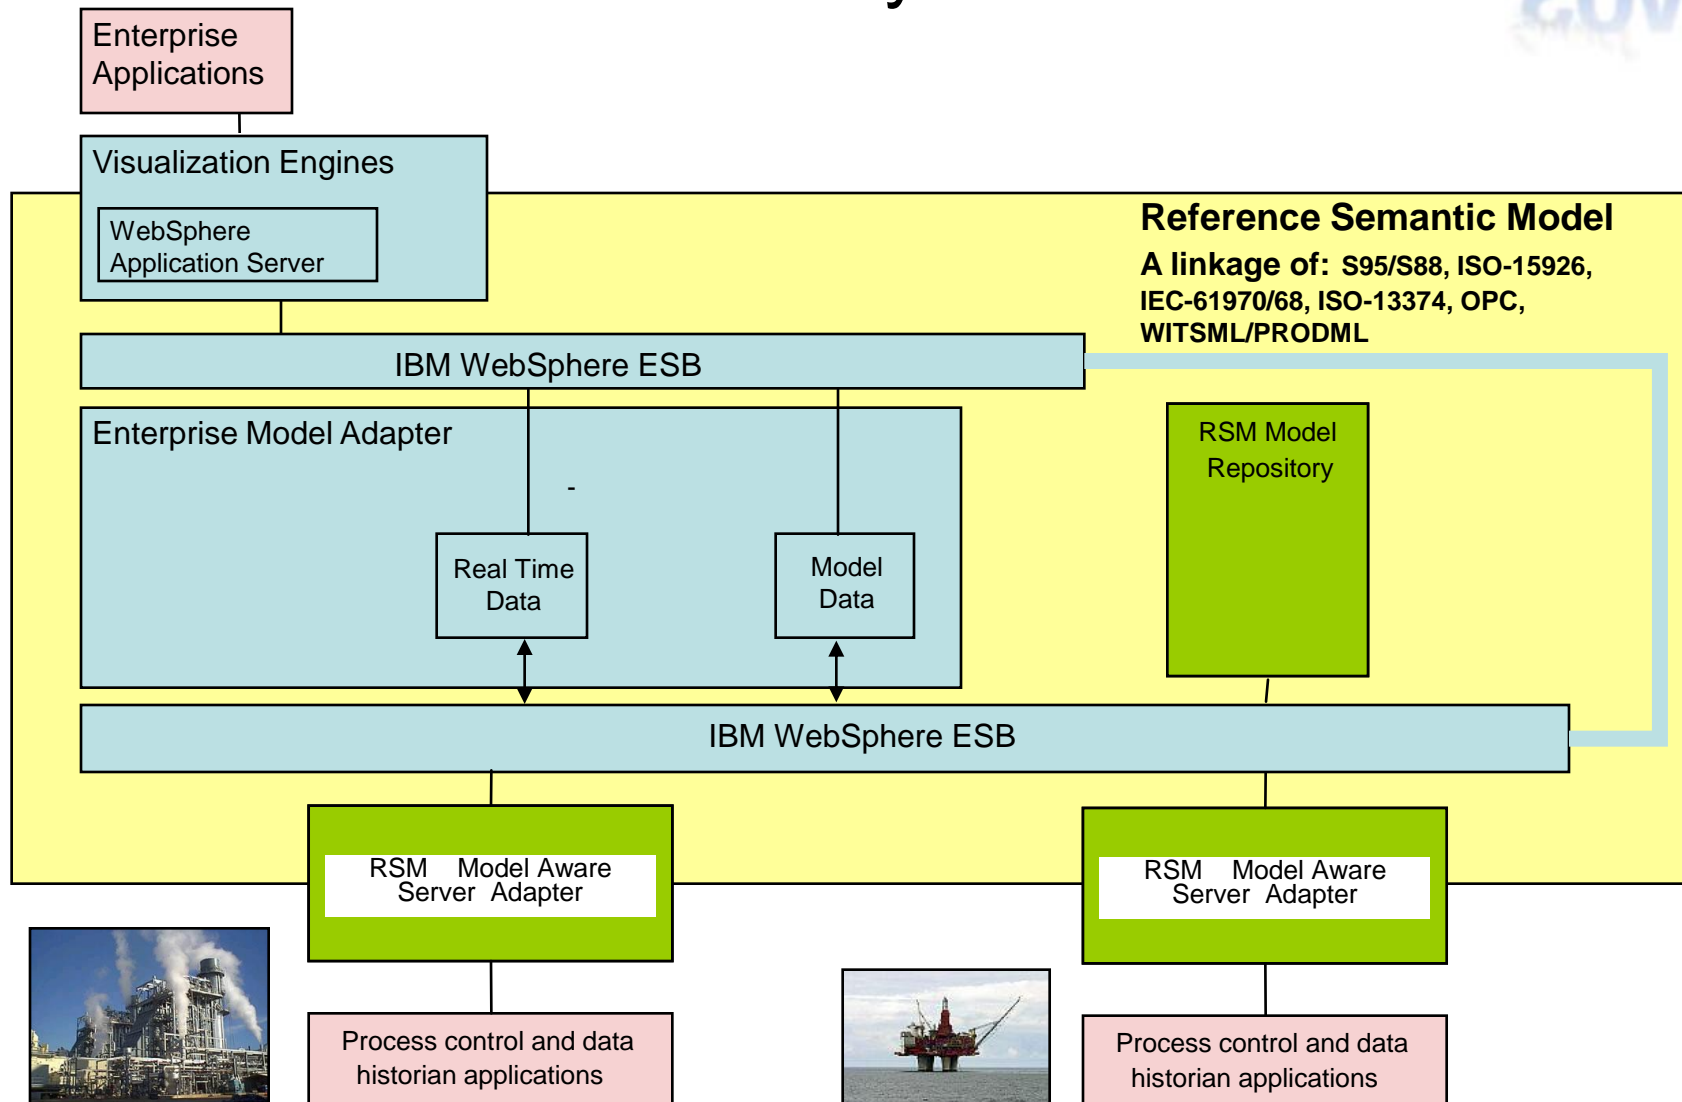 Enterprise
Applications
Visualization Engines
WebSphere
Application Server
Reference Semantic Model
A linkage of: S95/S88, ISO-15926,
IEC-61970/68, ISO-13374, OPC,
WITSML/PRODML
IBM WebSphere ESB
Enterprise Model Adapter
-
RSM Model
Repository
Real Time
Data
Model
Data
IBM WebSphere ESB
RSM Model Aware
Server Adapter
RSM Model Aware
Server Adapter
Process control and data
historian applications
Process control and data
historian applications